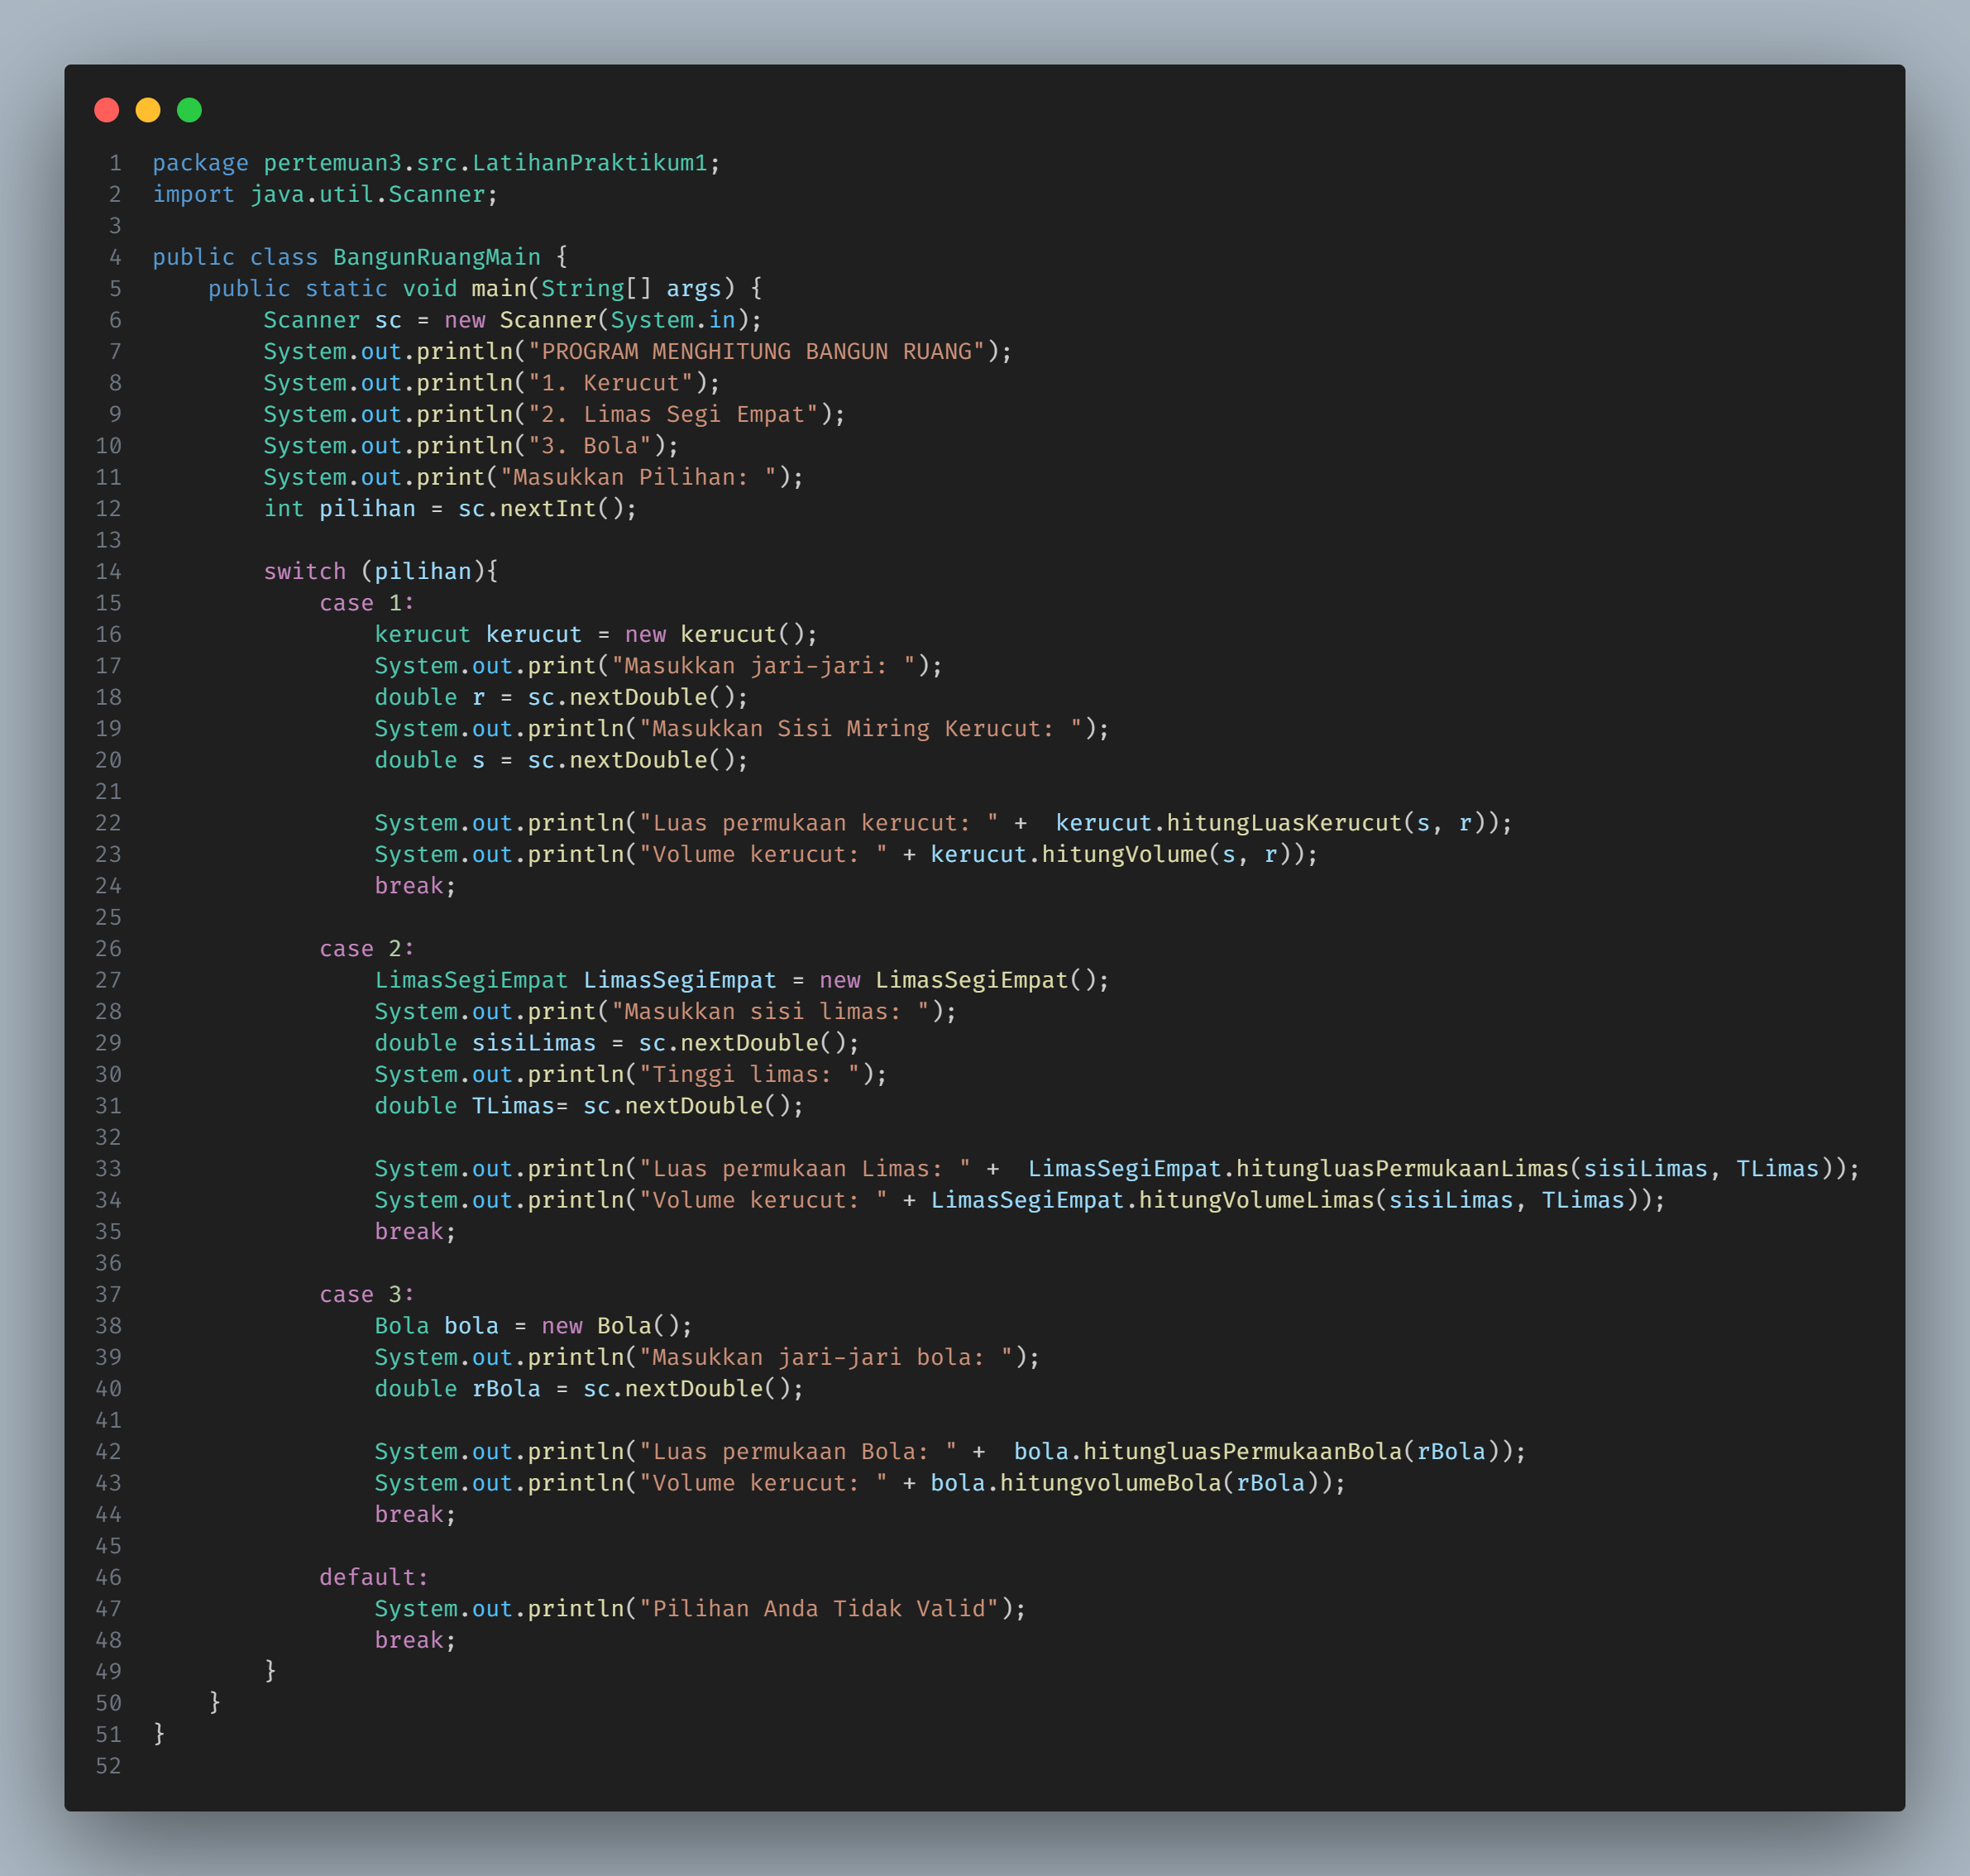 1 package pertemuan3.src.LatihanPraktikum1;
2 import java.util.Scanner;
3
4 public class BangunRuangMain {
5     public static void main(String[] args) {
6         Scanner sc = new Scanner(System.in);
7         System.out.println("PROGRAM MENGHITUNG BANGUN RUANG");
8         System.out.println("1. Kerucut");
9         System.out.println("2. Limas Segi Empat");
10         System.out.println("3. Bola");
11         System.out.print("Masukkan Pilihan: ");
12         int pilihan = sc.nextInt();
13
14         switch (pilihan){
15             case 1:
16                 kerucut kerucut = new kerucut();
17                 System.out.print("Masukkan jari-jari: ");
18                 double r = sc.nextDouble();
19                 System.out.println("Masukkan Sisi Miring Kerucut: ");
20                 double s = sc.nextDouble();
21
22                 System.out.println("Luas permukaan kerucut: " +  kerucut.hitungLuasKerucut(s, r));
23                 System.out.println("Volume kerucut: " + kerucut.hitungVolume(s, r));
24                 break;
25
26             case 2:
27                 LimasSegiEmpat LimasSegiEmpat = new LimasSegiEmpat();
28                 System.out.print("Masukkan sisi limas: ");
29                 double sisiLimas = sc.nextDouble();
30                 System.out.println("Tinggi limas: ");
31                 double TLimas= sc.nextDouble();
32
33                 System.out.println("Luas permukaan Limas: " +  LimasSegiEmpat.hitungluasPermukaanLimas(sisiLimas, TLimas));
34                 System.out.println("Volume kerucut: " + LimasSegiEmpat.hitungVolumeLimas(sisiLimas, TLimas));
35                 break;
36
37             case 3:
38                 Bola bola = new Bola();
39                 System.out.println("Masukkan jari-jari bola: ");
40                 double rBola = sc.nextDouble();
41
42                 System.out.println("Luas permukaan Bola: " +  bola.hitungluasPermukaanBola(rBola));
43                 System.out.println("Volume kerucut: " + bola.hitungvolumeBola(rBola));
44                 break;
45
46             default:
47                 System.out.println("Pilihan Anda Tidak Valid");
48                 break;
49         }
50     }
51 }
52